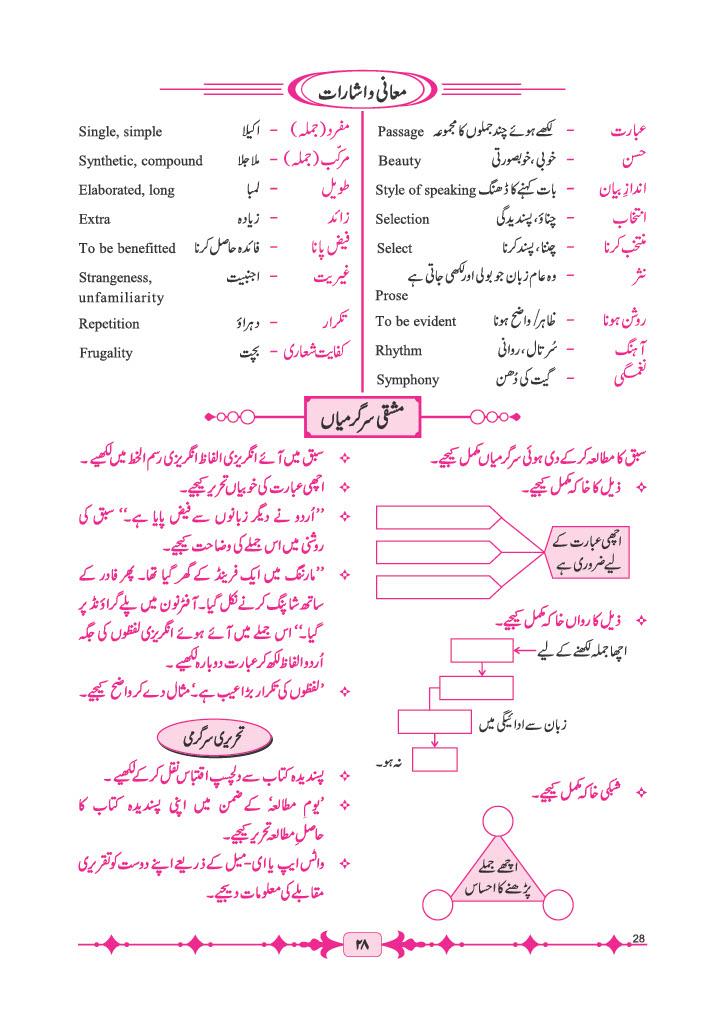 معانی و اشارات
عبارت - لکھے ہوئے چند جملوں کا مجموعہ Passage
حسن - خوبی، خوبصورتی Beauty
اندازِ بیان - بات کہنے کا ڈھنگ Style of speaking
انتخاب - چناؤ، پسندیدگی Selection
منتخب کرنا - چننا، پسند کرنا Select
نثر - وہ عام زبان جو بولی اور لکھی جاتی ہے
Prose
روشن ہونا - ظاہر/ واضح ہونا To be evident
آہنگ - سُر تال، روانی Rhythm
نغمگی - گیت کی دُھن Symphony
مفرد (جملہ) - اکیلا Single, simple
مرکّب (جملہ) - ملا جلا Synthetic, compound
طویل - لمبا Elaborated, long
زائد - زیادہ Extra
فیض پانا - فائدہ حاصل کرنا To be benefitted
غیریت - اجنبیت Strangeness,
unfamiliarity
تکرار - دہراؤ Repetition
کفایت شعاری - بچت Frugality
مشقی سرگرمیاں
سبق کا مطالعہ کر کے دی ہوئی سرگرمیاں مکمل کیجیے۔
ذیل کا خاکہ مکمل کیجیے۔
اچھی عبارت کے
لیے ضروری ہے
ذیل کا رواں خاکہ مکمل کیجیے۔
اچھا جملہ لکھنے کے لیے
زبان سے ادائیگی میں
نہ ہو۔
شبکی خاکہ مکمل کیجیے۔
اچھے جملے
پڑھنے کا احساس
سبق میں آئے انگریزی الفاظ انگریزی رسم الخط میں لکھیے۔
اچھی عبارت کی خوبیاں تحریر کیجیے۔
”اُردو نے دیگر زبانوں سے فیض پایا ہے۔“ سبق کی
روشنی میں اس جملے کی وضاحت کیجیے۔
”مارننگ میں ایک فرینڈ کے گھر گیا تھا۔ پھر فادر کے
ساتھ شاپنگ کرنے نکل گیا۔ آفٹرنون میں پلے گراؤنڈ پر
گیا۔“ اس جملے میں آئے ہوئے انگریزی لفظوں کی جگہ
اُردو الفاظ لکھ کر عبارت دوبارہ لکھیے۔
’لفظوں کی تکرار بڑا عیب ہے۔‘ مثال دے کر واضح کیجیے۔
تحریری سرگرمی
پسندیدہ کتاب سے دلچسپ اقتباس نقل کر کے لکھیے۔
’یومِ مطالعہ‘ کے ضمن میں اپنی پسندیدہ کتاب کا
حاصلِ مطالعہ تحریر کیجیے۔
واٹس ایپ یا ای-میل کے ذریعے اپنے دوست کو تقریری
مقابلے کی معلومات دیجیے۔
۲۸
28